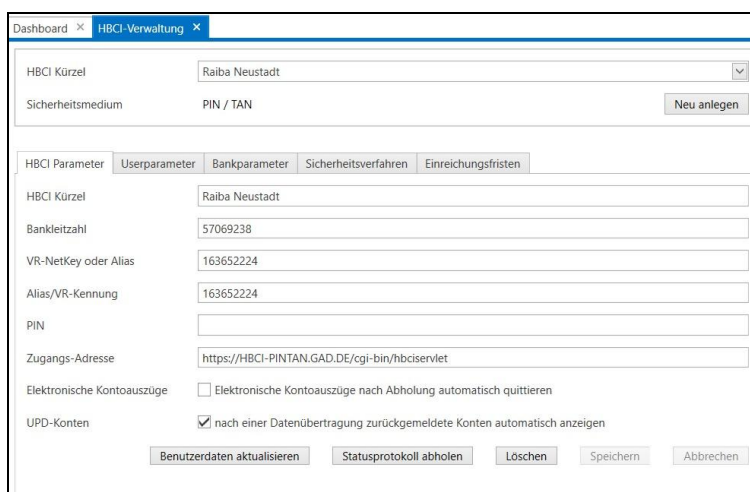 Dashboard HBCI-Verwaltung
HBCI Kürzel Raiba Neustadt
Sicherheitsmedium PIN / TAN Neu anlegen
HBCI Parameter Userparameter Bankparameter Sicherheitsverfahren Einreichungsfristen
HBCI Kürzel Raiba Neustadt
Bankleitzahl 57069238
VR-NetKey oder Alias 163652224
Alias/VR-Kennung 163652224
PIN
Zugangs-Adresse https://HBCI-PINTAN.GAD.DE/cgi-bin/hbciservlet
Elektronische Kontoauszüge Elektronische Kontoauszüge nach Abholung automatisch quittieren
UPD-Konten nach einer Datenübertragung zurückgemeldete Konten automatisch anzeigen
Benutzerdaten aktualisieren Statusprotokoll abholen Löschen Speichern Abbrechen